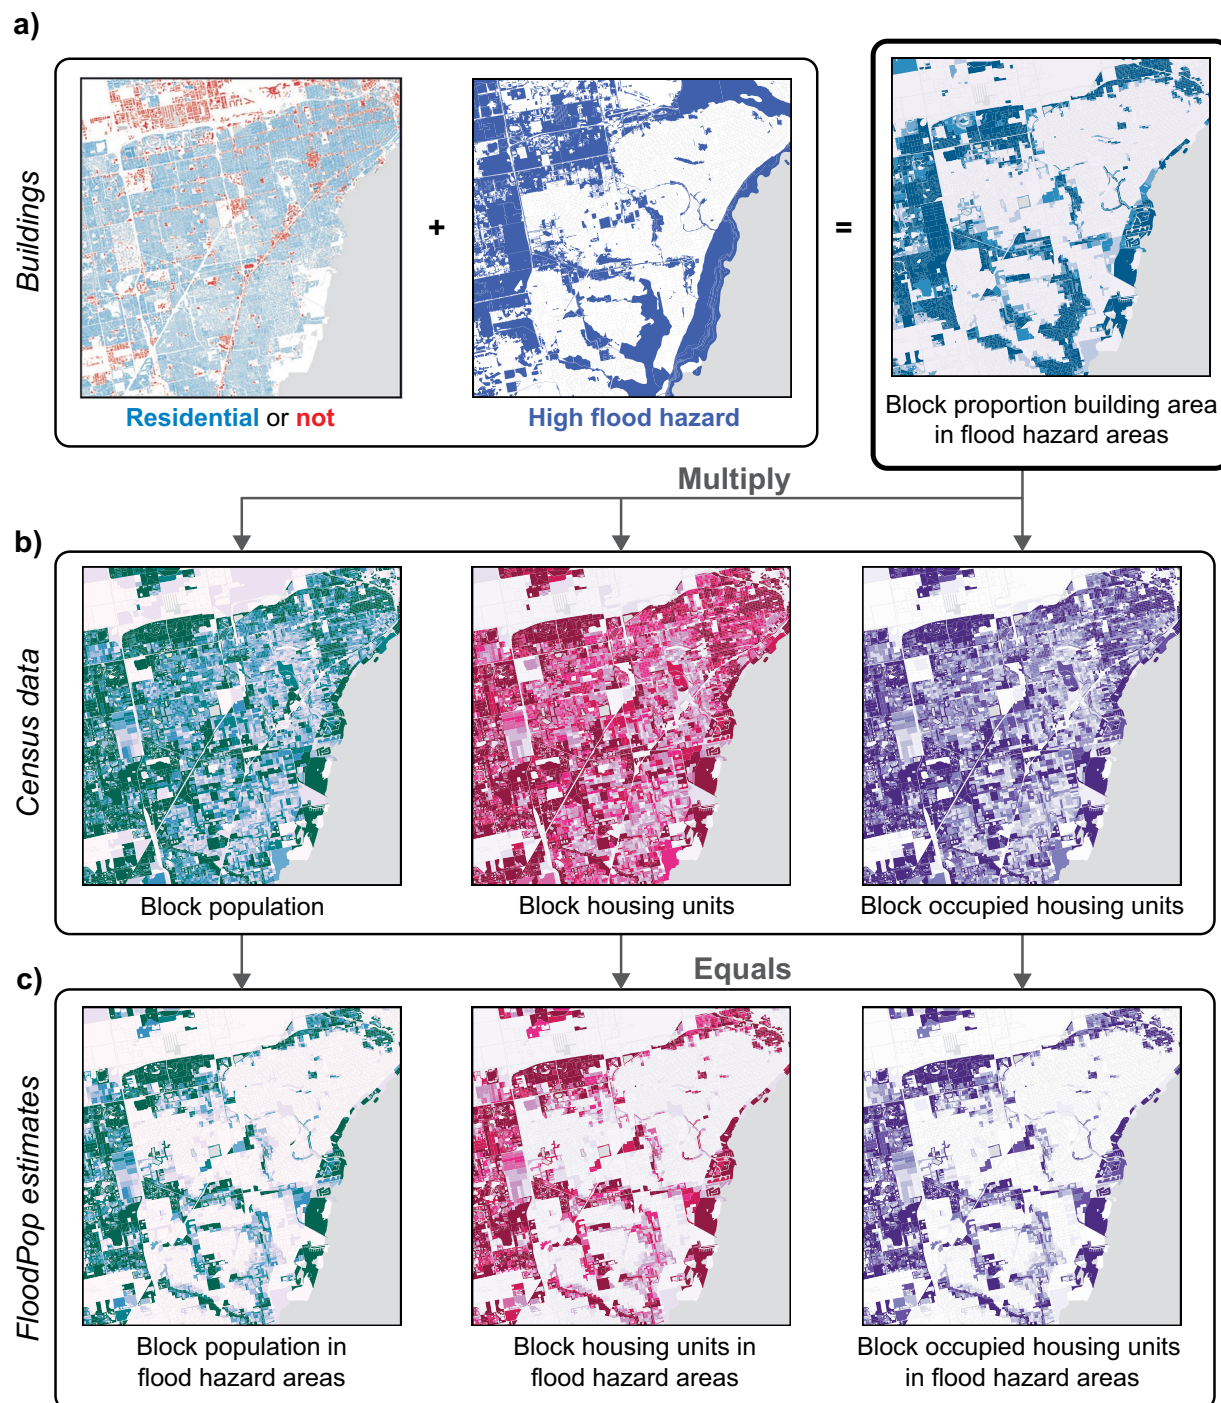 a)
Buildings
+
=
Residential or not
High flood hazard
Block proportion building area
in flood hazard areas
Multiply
b)
Census data
Block population
Block housing units
Block occupied housing units
Equals
c)
FloodPop estimates
Block population in
flood hazard areas
Block housing units in
flood hazard areas
Block occupied housing units
in flood hazard areas